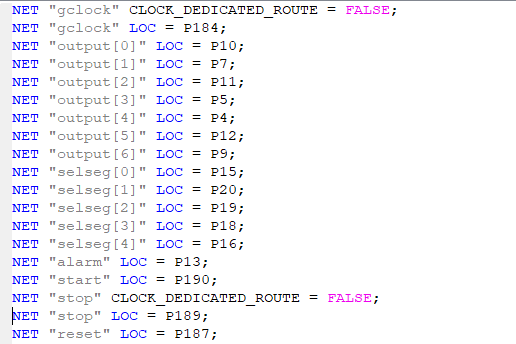 NET "gclock" CLOCK_DEDICATED_ROUTE = FALSE;
NET "gclock" LOC = P184;
NET "output[0]" LOC = P10;
NET "output[1]" LOC = P7;
NET "output[2]" LOC = P11;
NET "output[3]" LOC = P5;
NET "output[4]" LOC = P4;
NET "output[5]" LOC = P12;
NET "output[6]" LOC = P9;
NET "selseg[0]" LOC = P15;
NET "selseg[1]" LOC = P20;
NET "selseg[2]" LOC = P19;
NET "selseg[3]" LOC = P18;
NET "selseg[4]" LOC = P16;
NET "alarm" LOC = P13;
NET "start" LOC = P190;
NET "stop" CLOCK_DEDICATED_ROUTE = FALSE;
NET "stop" LOC = P189;
NET "reset" LOC = P187;